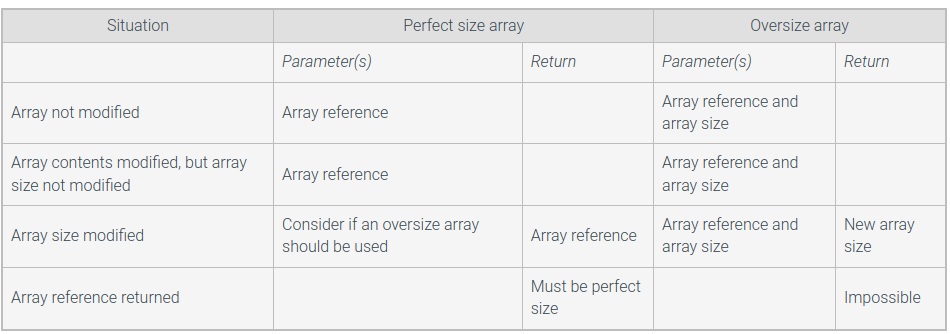 Situation
Perfect size array
Oversize array
Parameter(s)
Return
Parameter(s)
Return
Array not modified
Array reference
Array reference and
array size
Array contents modified, but array
size not modified
Array reference
Array reference and
array size
Array size modified
Consider if an oversize array
should be used
Array reference
Array reference and
array size
New array
size
Array reference returned
Must be perfect
size
Impossible